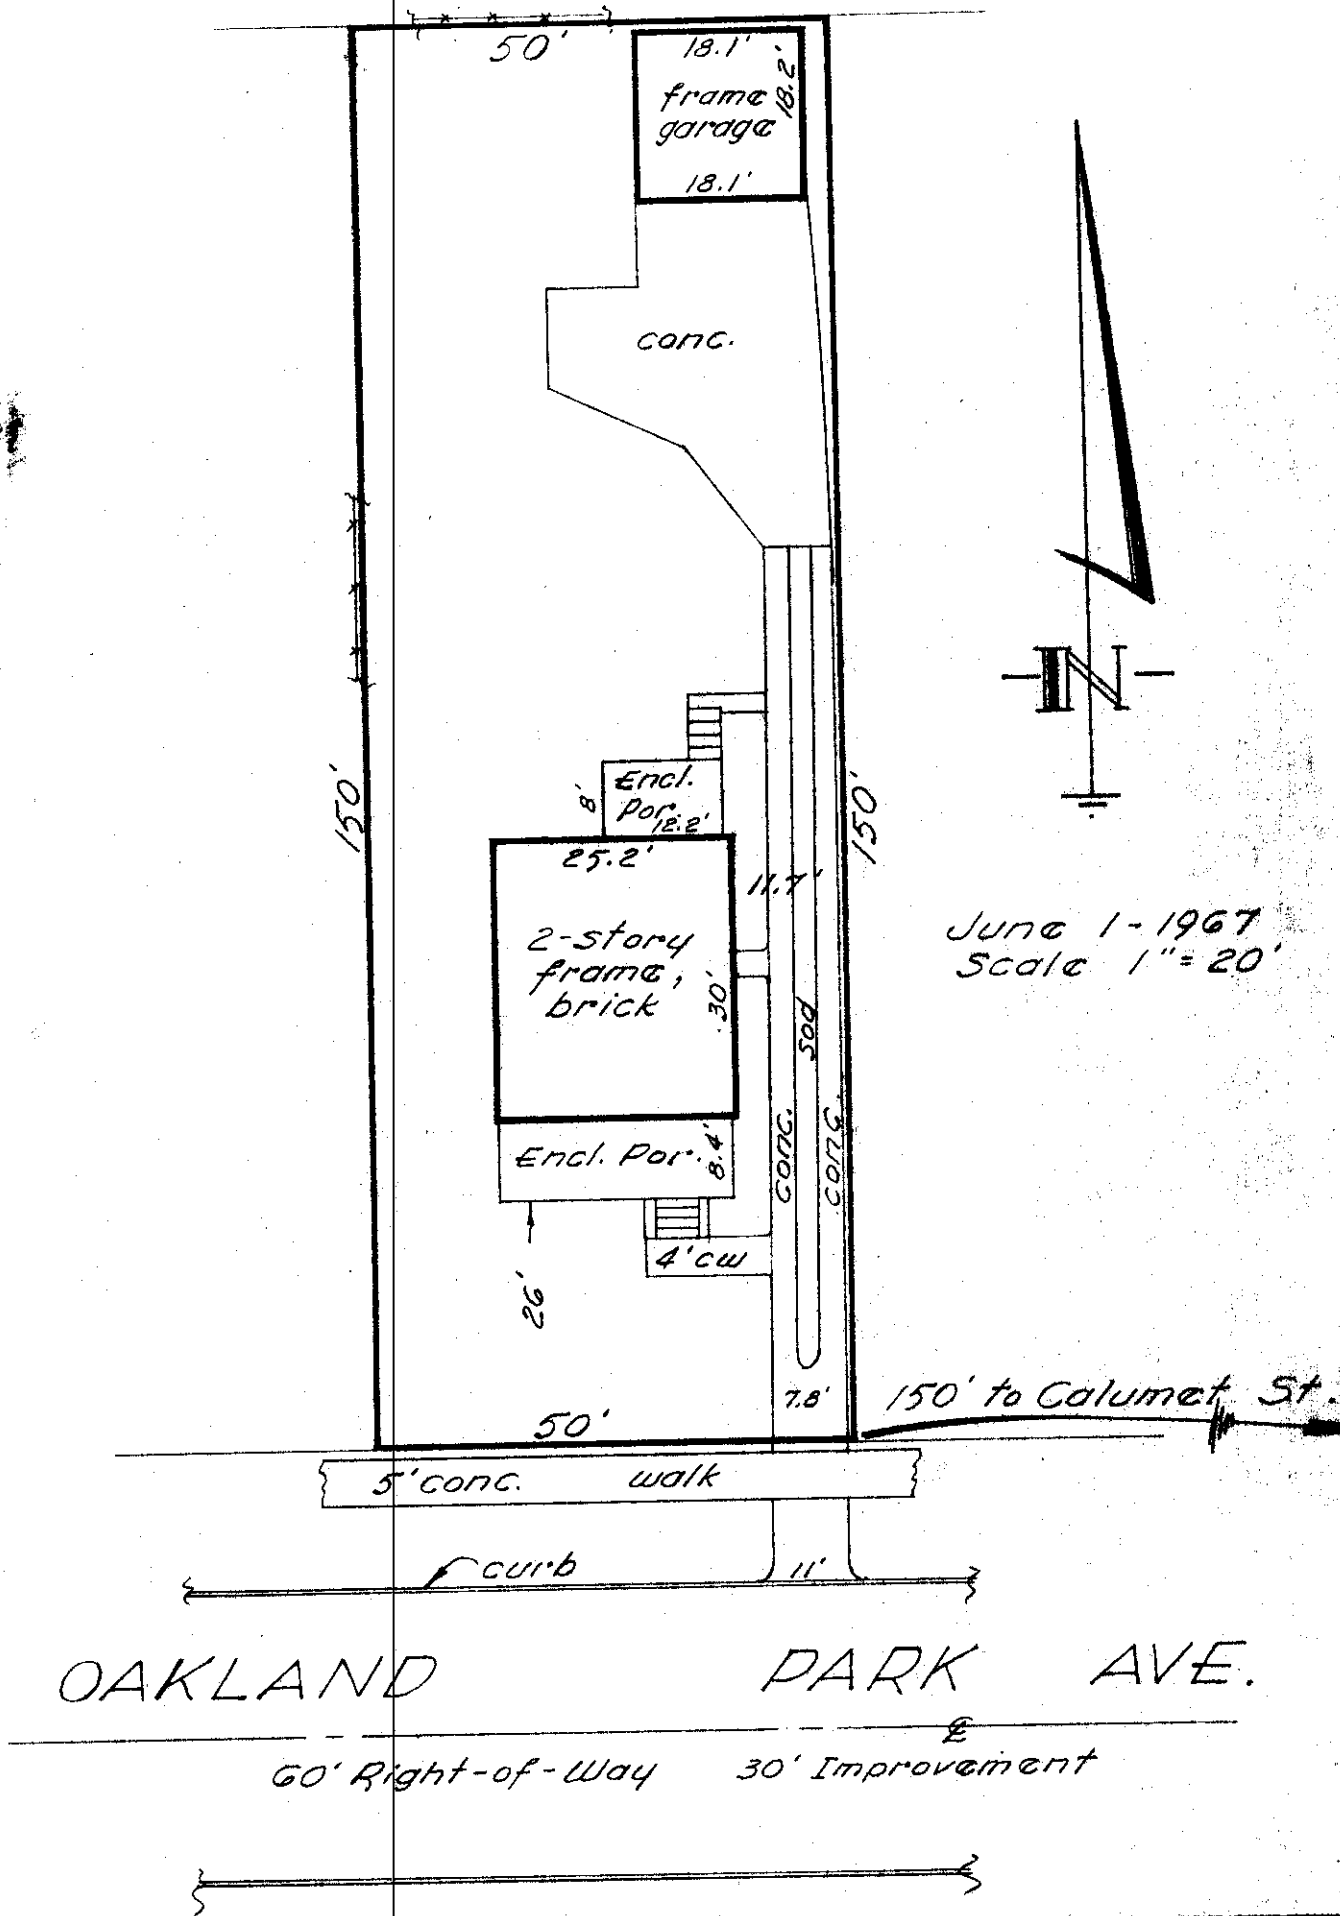 50'
18.1'
18.2'
frame
garage
18.1'
conc.
N
150'
Encl.
Por.
8'
12.2'
150'
25.2'
11.7'
2-story
frame,
brick
30'
June 1-1967
Scale 1"=20'
sod
conc.
conc.
Encl. Por.
8.4'
4'cw
26'
7.8'
150' to Calumet St.
50'
5'conc. walk
curb
11'
OAKLAND PARK AVE.
℄
60' Right-of-Way 30' Improvement